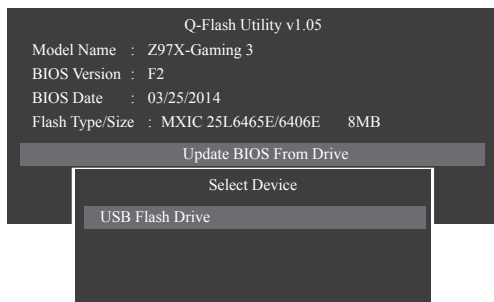 Q-Flash Utility v1.05
Model Name : Z97X-Gaming 3
BIOS Version : F2
BIOS Date : 03/25/2014
Flash Type/Size : MXIC 25L6465E/6406E 8MB
Update BIOS From Drive
Select Device
USB Flash Drive